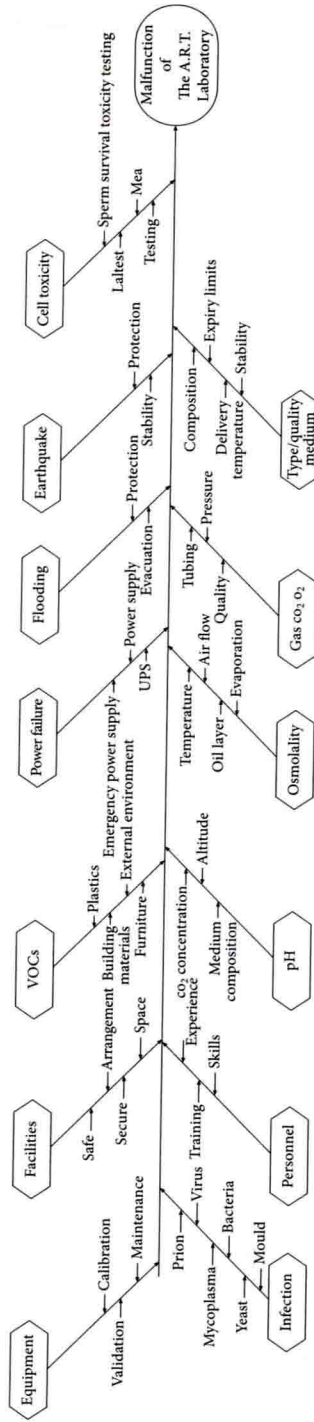 Equipment
Calibration
Validation
Maintenance
Facilities
Arrangement
Safe
Secure
Space
VOCs
Plastics
Building
materials
External environment
Furniture
Power failure
Emergency power supply
Power supply
UPS
Flooding
Protection
Evacuation
Earthquake
Protection
Stability
Cell toxicity
Sperm survival toxicity testing
Laltest
Mea
Testing
Malfunction
of
The A.R.T.
Laboratory
Prion
Virus
Mycoplasma
Bacteria
Yeast
Mould
Infection
Experience
Training
Skills
Personnel
co₂ concentration
Altitude
Medium
composition
pH
Temperature
Air flow
Oil layer
Evaporation
Osmolality
Tubing
Pressure
Quality
Gas co₂ o₂
Composition
Expiry limits
Delivery
temperature
Stability
Type/quality
medium